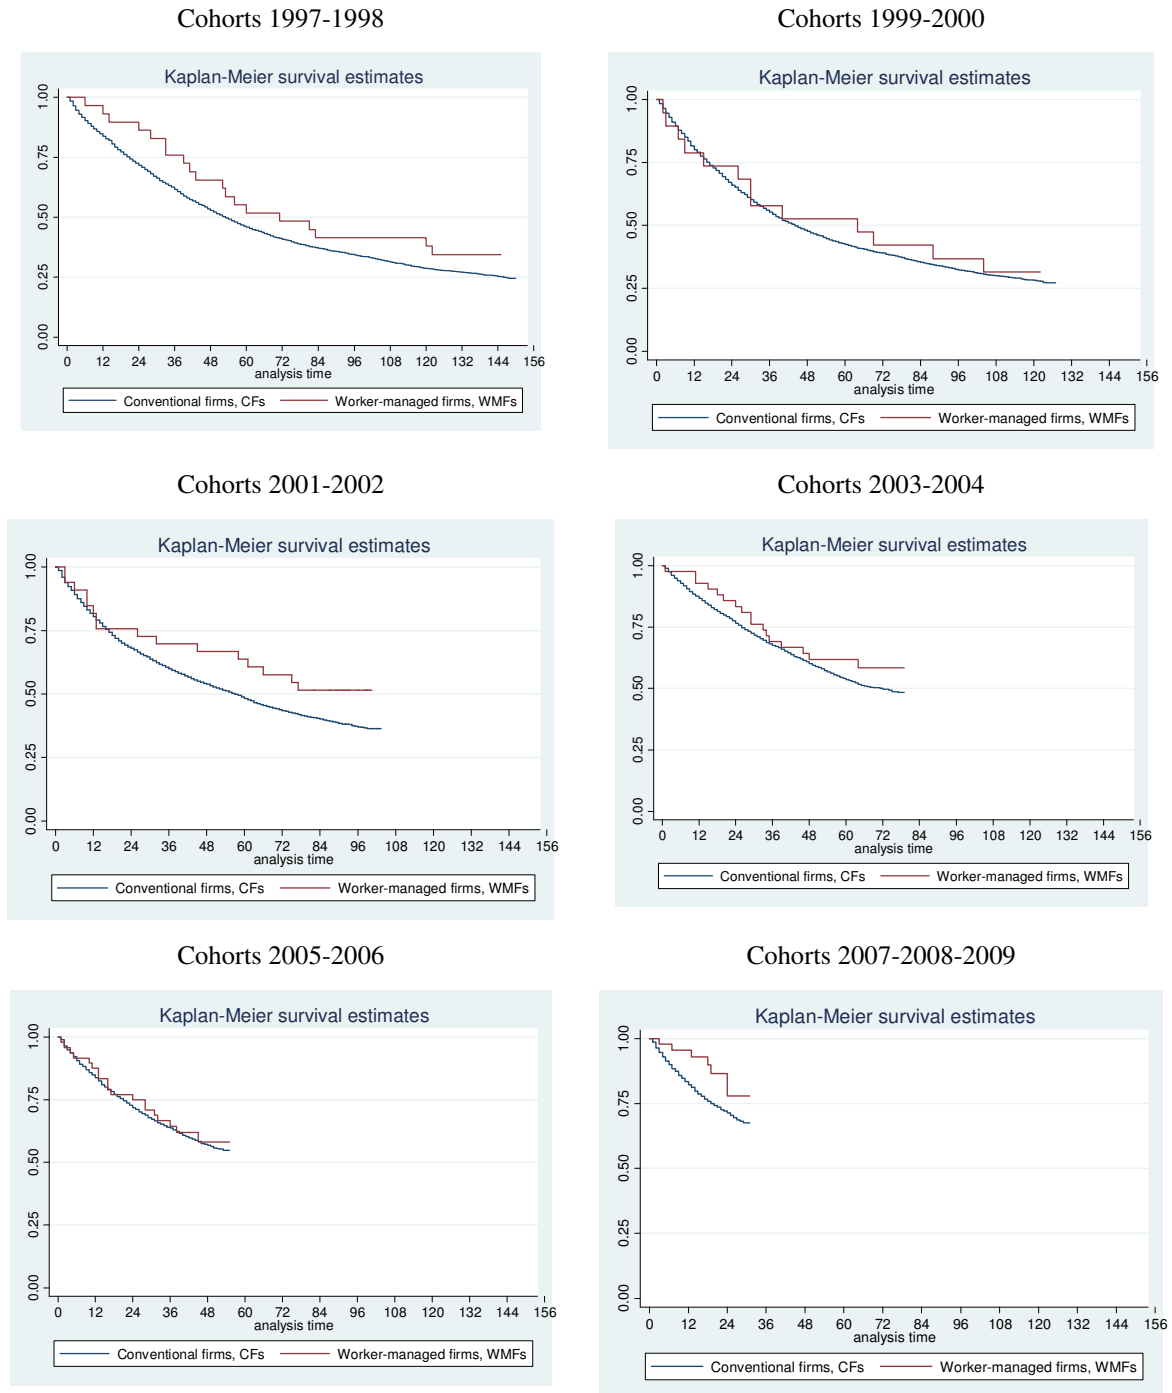 Cohorts 1997-1998
Kaplan-Meier survival estimates
1.00
0.75
0.50
0.25
0.00
0 12 24 36 48 60 72 84 96 108 120 132 144 156
analysis time
Conventional firms, CFs Worker-managed firms, WMFs
Cohorts 1999-2000
Kaplan-Meier survival estimates
1.00
0.75
0.50
0.25
0.00
0 12 24 36 48 60 72 84 96 108 120 132 144 156
analysis time
Conventional firms, CFs Worker-managed firms, WMFs
Cohorts 2001-2002
Kaplan-Meier survival estimates
1.00
0.75
0.50
0.25
0.00
0 12 24 36 48 60 72 84 96 108 120 132 144 156
analysis time
Conventional firms, CFs Worker-managed firms, WMFs
Cohorts 2003-2004
Kaplan-Meier survival estimates
1.00
0.75
0.50
0.25
0.00
0 12 24 36 48 60 72 84 96 108 120 132 144 156
analysis time
Conventional firms, CFs Worker-managed firms, WMFs
Cohorts 2005-2006
Kaplan-Meier survival estimates
1.00
0.75
0.50
0.25
0.00
0 12 24 36 48 60 72 84 96 108 120 132 144 156
analysis time
Conventional firms, CFs Worker-managed firms, WMFs
Cohorts 2007-2008-2009
Kaplan-Meier survival estimates
1.00
0.75
0.50
0.25
0.00
0 12 24 36 48 60 72 84 96 108 120 132 144 156
analysis time
Conventional firms, CFs Worker-managed firms, WMFs